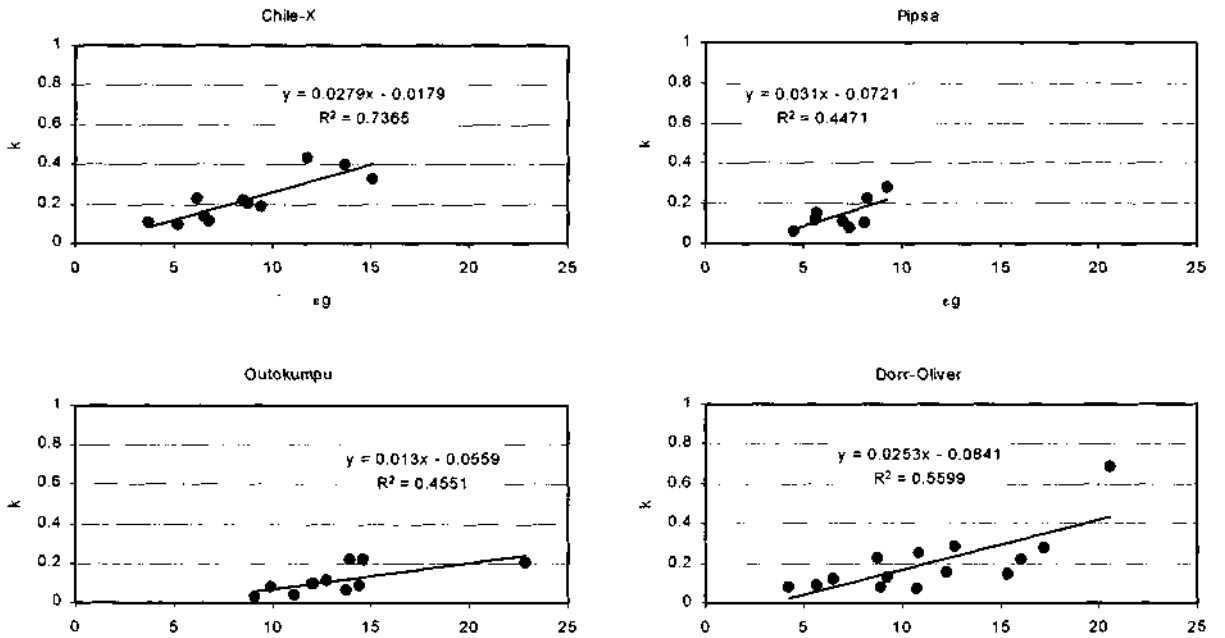 Chile-X
1
0.8
0.6
0.4
0.2
0
k
y = 0.0279x - 0.0179
R² = 0.7365
0 5 10 15 20 25
εg
Pipsa
1
0.8
0.6
0.4
0.2
0
k
y = 0.031x - 0.0721
R² = 0.4471
0 5 10 15 20 25
εg
Outokumpu
1
0.8
0.6
0.4
0.2
0
k
y = 0.013x - 0.0559
R² = 0.4551
0 5 10 15 20 25
Dorr-Oliver
1
0.8
0.6
0.4
0.2
0
k
y = 0.0253x - 0.0841
R² = 0.5599
0 5 10 15 20 25